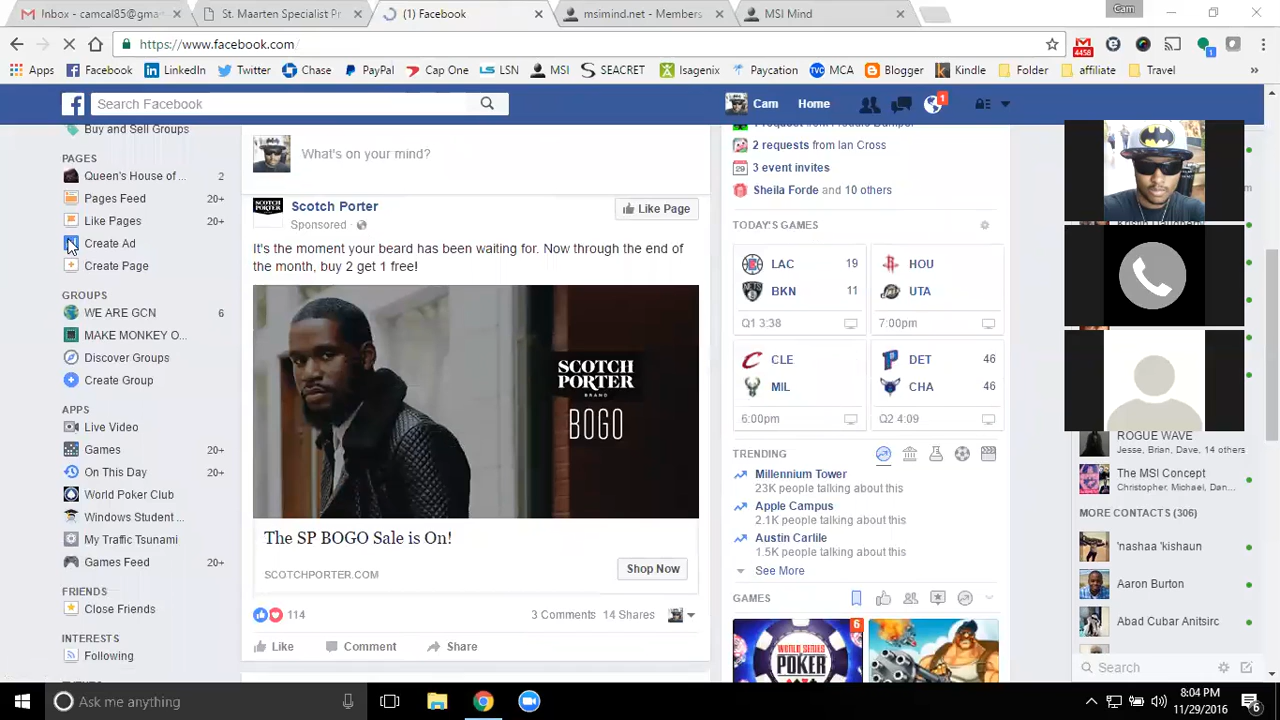 Inbox - camcal85@gmar
St. Maarten Specialist Pr
(1) Facebook
msimind.net - Members
MSI Mind
Cam
https://www.facebook.com
4458
1
Apps
Facebook
LinkedIn
Twitter
Chase
PayPal
Cap One
LSN
MSI
SEACRET
Isagenix
Paycation
MCA
Blogger
Kindle
Folder
affiliate
Travel
Search Facebook
Cam
Home
1
Buy and Sell Groups
PAGES
Queen's House of ...
2
Pages Feed
20+
Like Pages
20+
Create Ad
Create Page
GROUPS
WE ARE GCN
6
MAKE MONKEY O...
Discover Groups
Create Group
APPS
Live Video
Games
20+
On This Day
20+
World Poker Club
Windows Student ...
My Traffic Tsunami
Games Feed
20+
FRIENDS
Close Friends
INTERESTS
Following
What's on your mind?
Scotch Porter
Sponsored ·
Like Page
It's the moment your beard has been waiting for. Now through the end of
the month, buy 2 get 1 free!
SCOTCH
PORTER
BRAND
BOGO
The SP BOGO Sale is On!
SCOTCHPORTER.COM
Shop Now
114
3 Comments 14 Shares
Like
Comment
Share
2 requests from Ian Cross
3 event invites
Sheila Forde and 10 others
TODAY'S GAMES
LAC 19
BKN 11
Q1 3:38
HOU
UTA
7:00pm
CLE
MIL
6:00pm
DET 46
CHA 46
Q2 4:09
TRENDING
Millennium Tower
23K people talking about this
Apple Campus
2.1K people talking about this
Austin Carlile
1.5K people talking about this
See More
GAMES
6
WORLD SERIES
POKER
ROGUE WAVE
Jesse, Brian, Dave, 14 others
The MSI Concept
Christopher, Michael, Dan...
MORE CONTACTS (306)
'nashaa 'kishaun
Aaron Burton
Abad Cubar Anitsirc
Search
Ask me anything
8:04 PM
11/29/2016
6